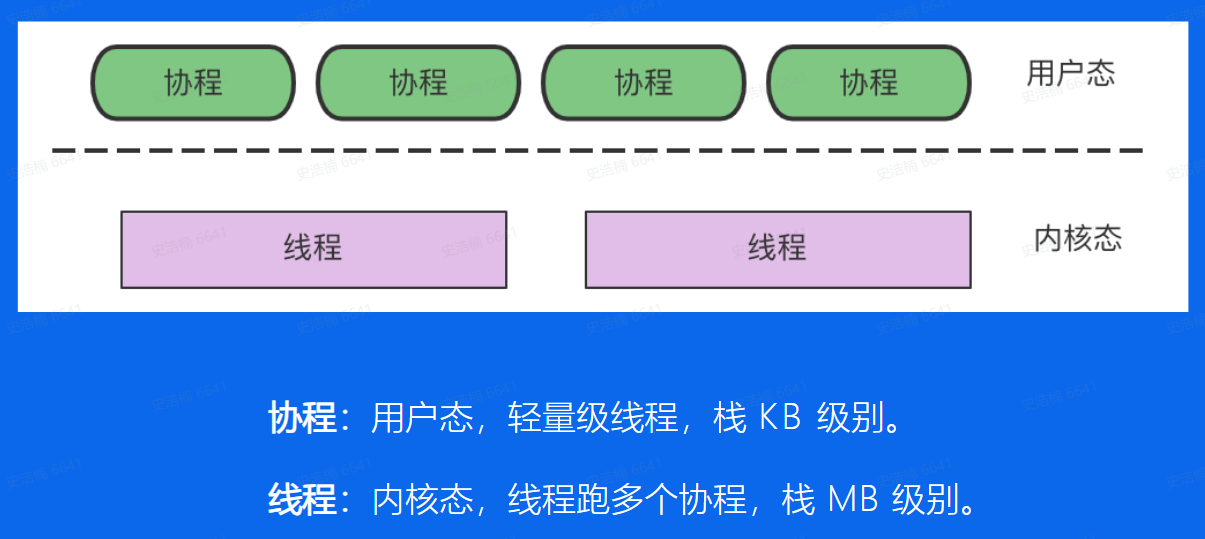 协程 协程 协程 协程 用户态
线程 线程 内核态
协程：用户态，轻量级线程，栈 KB 级别。
线程：内核态，线程跑多个协程，栈 MB 级别。
史浩楠 6641